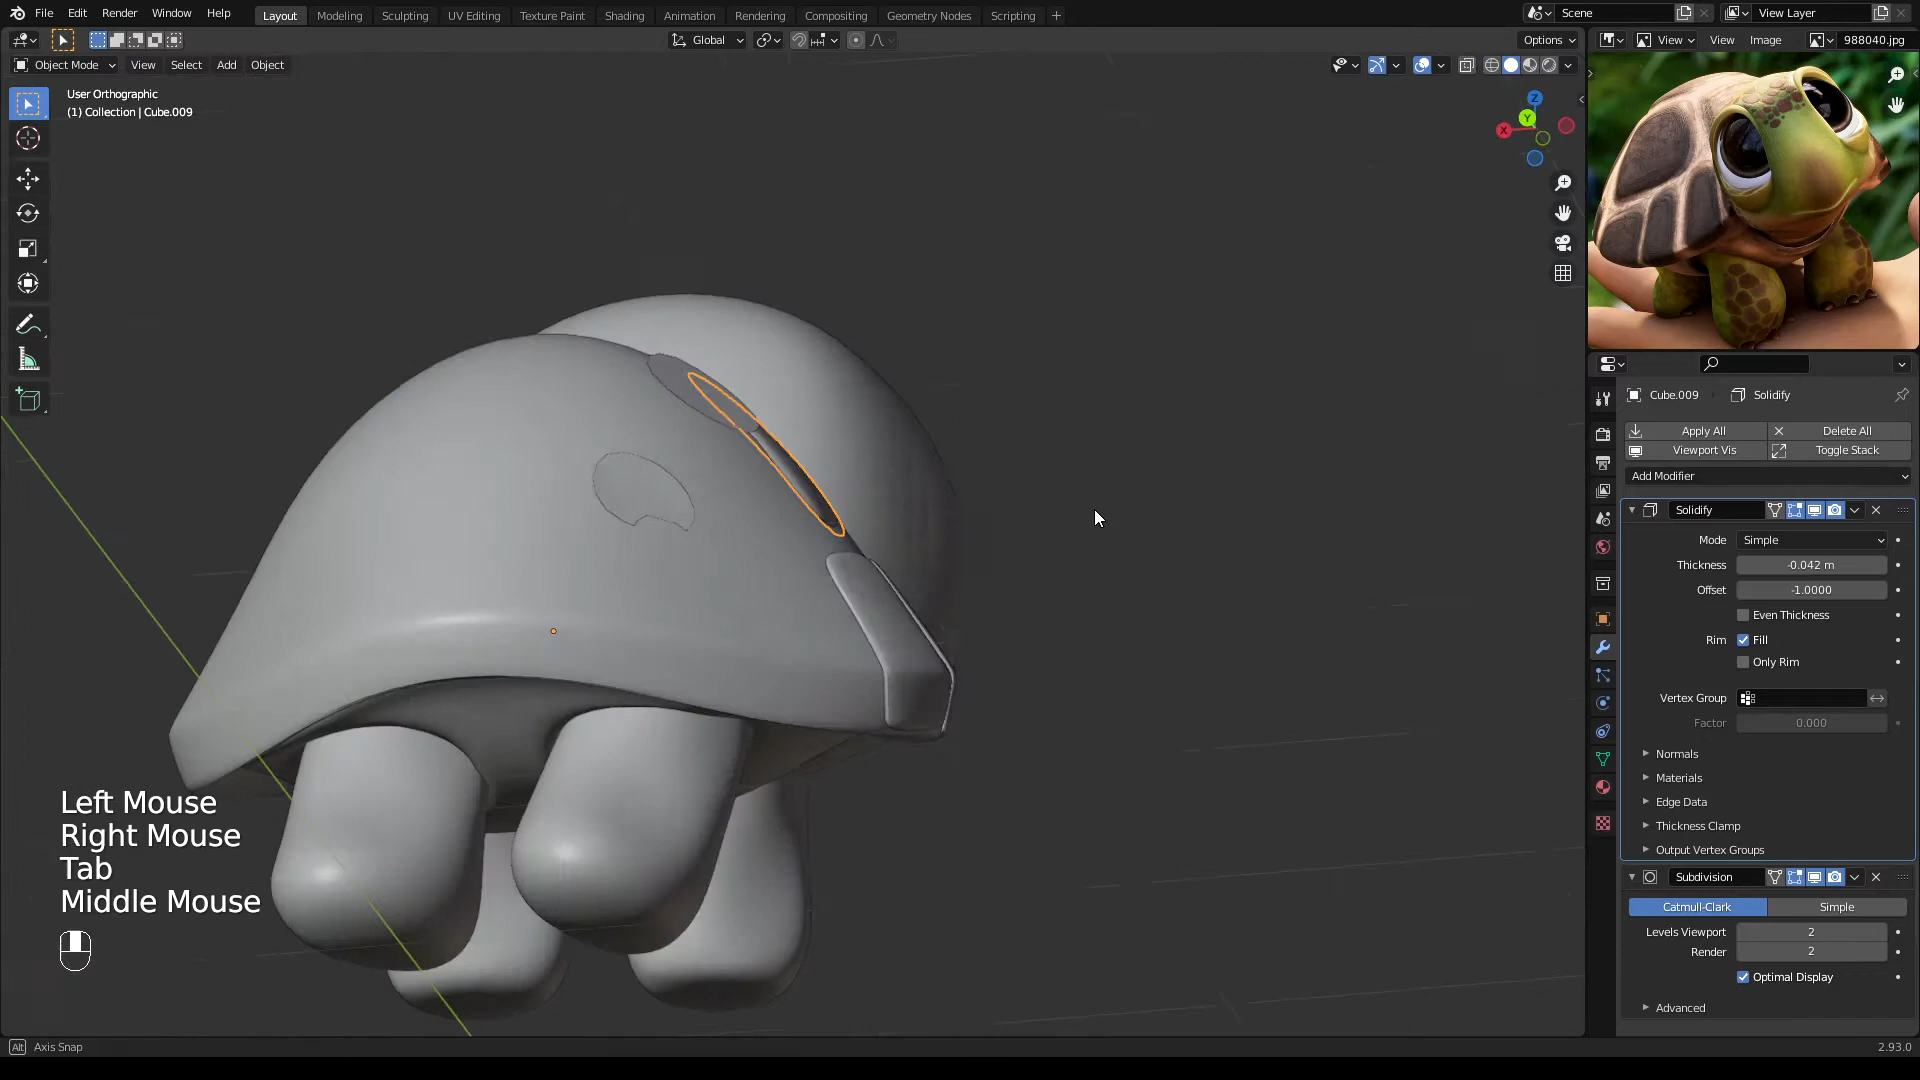 File Edit Render Window Help Layout Modeling Sculpting UV Editing Texture Paint Shading Animation Rendering Compositing Geometry Nodes Scripting + Scene View Layer
Global Options View View Image 988040.jpg
Object Mode View Select Add Object
User Orthographic
(1) Collection | Cube.009
Z
Y
X
Cube.009 Solidify
Apply All Delete All
Viewport Vis Toggle Stack
Add Modifier
Solidify
Mode Simple
Thickness -0.042 m
Offset -1.0000
Even Thickness
Rim Fill
Only Rim
Vertex Group
Factor 0.000
Normals
Materials
Edge Data
Thickness Clamp
Output Vertex Groups
Subdivision
Catmull-Clark Simple
Levels Viewport 2
Render 2
Optimal Display
Advanced
Left Mouse
Right Mouse
Tab
Middle Mouse
Alt Axis Snap 2.93.0